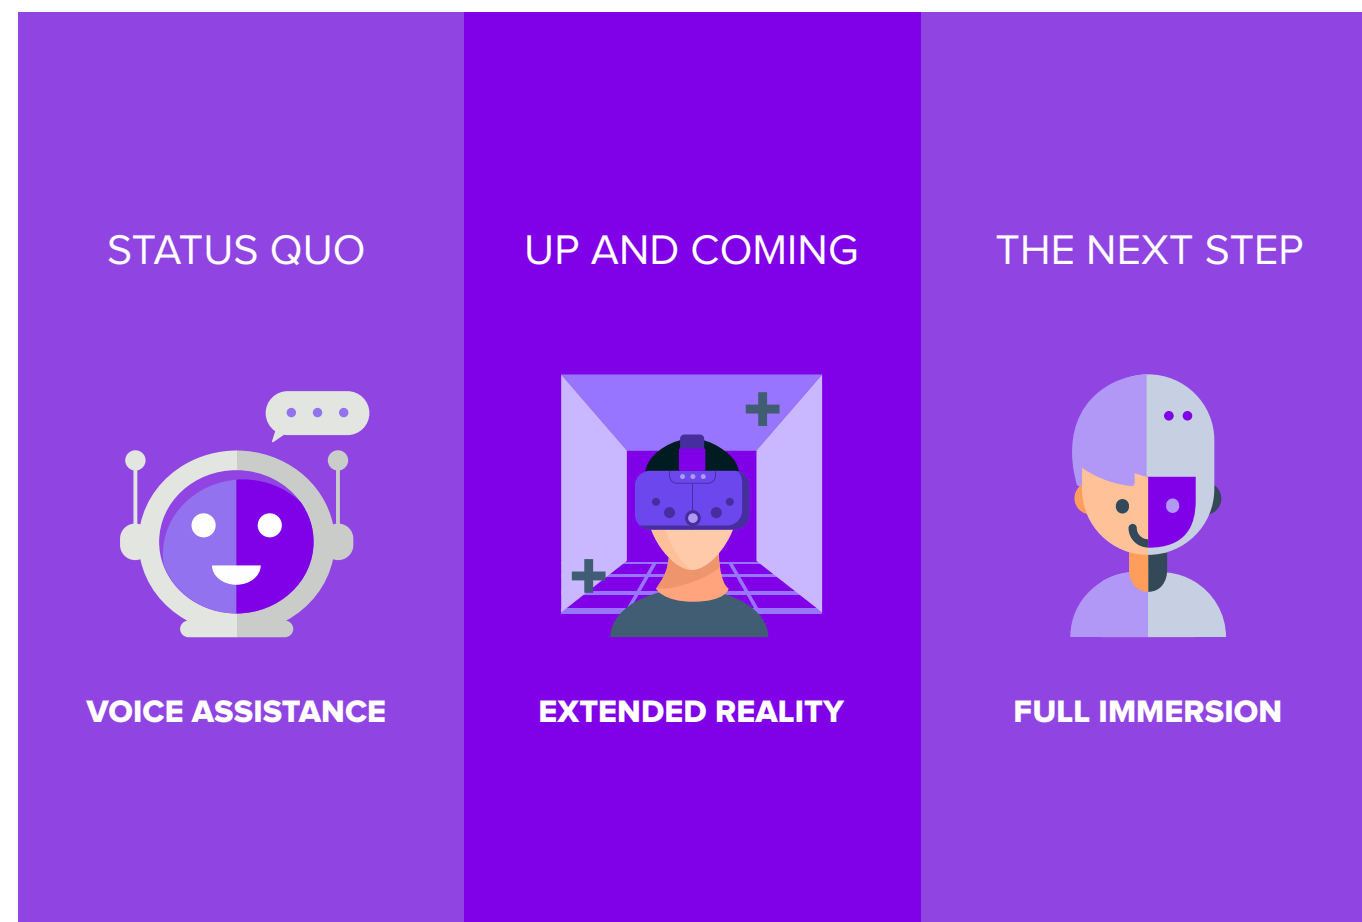 STATUS QUO
UP AND COMING
THE NEXT STEP
VOICE ASSISTANCE
EXTENDED REALITY
FULL IMMERSION